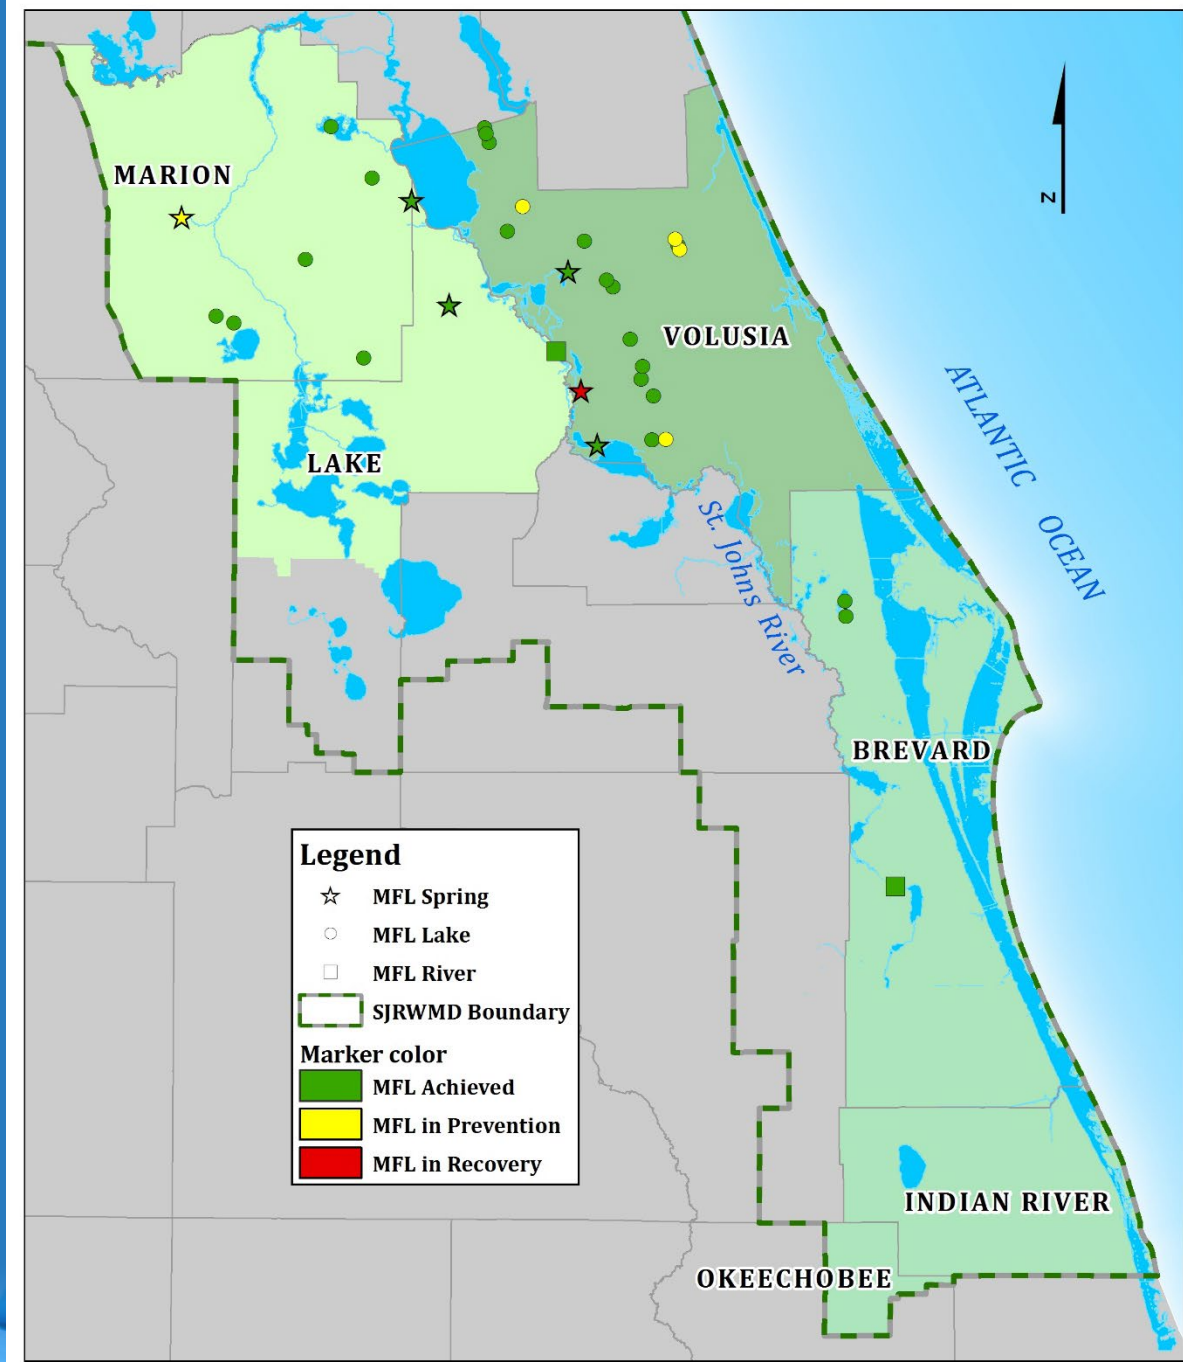 MARION
VOLUSIA
LAKE
ATLANTIC
OCEAN
St. Johns River
BREVARD
INDIAN RIVER
OKEECHOBEE
N
Legend
MFL Spring
MFL Lake
MFL River
SJRWMD Boundary
Marker color
MFL Achieved
MFL in Prevention
MFL in Recovery